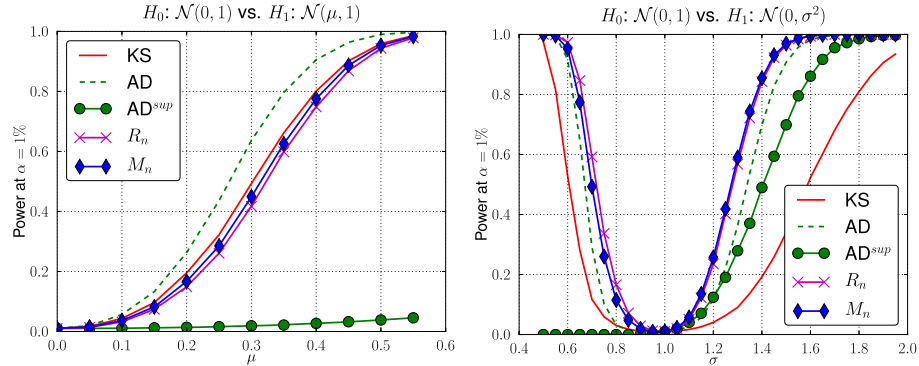 H₀: 𝒩(0,1) vs. H₁: 𝒩(μ,1)
Power at α = 1%
1.0
0.8
0.6
0.4
0.2
0.0
KS
AD
AD^sup
Rₙ
Mₙ
0.0 0.1 0.2 0.3 0.4 0.5 0.6
μ
H₀: 𝒩(0,1) vs. H₁: 𝒩(0,σ²)
Power at α = 1%
1.0
0.8
0.6
0.4
0.2
0.0
KS
AD
AD^sup
Rₙ
Mₙ
0.4 0.6 0.8 1.0 1.2 1.4 1.6 1.8 2.0
σ